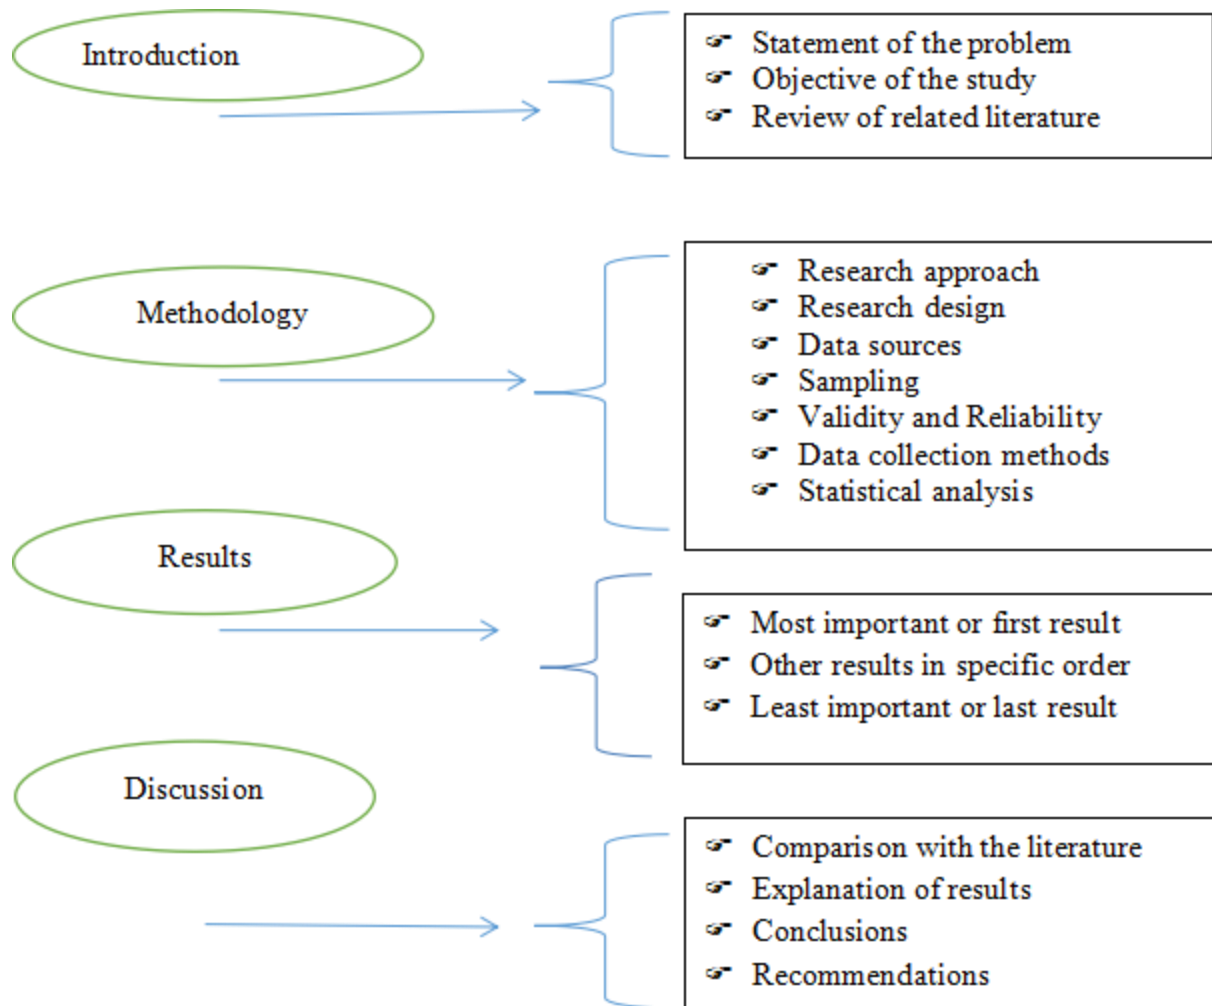 Introduction
Statement of the problem
Objective of the study
Review of related literature
Methodology
Research approach
Research design
Data sources
Sampling
Validity and Reliability
Data collection methods
Statistical analysis
Results
Most important or first result
Other results in specific order
Least important or last result
Discussion
Comparison with the literature
Explanation of results
Conclusions
Recommendations